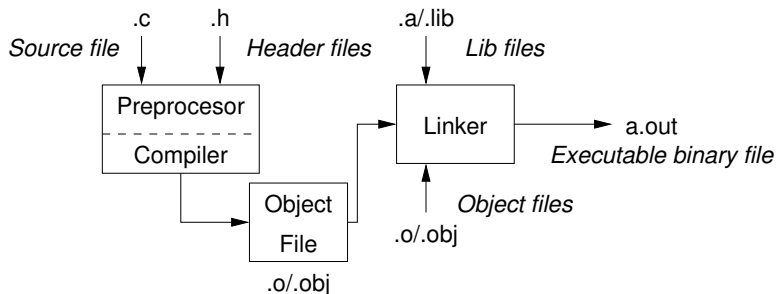 .c
.h
.a/.lib
Source file
Header files
Lib files
Preprocesor
Compiler
Linker
a.out
Executable binary file
Object
File
.o/.obj
Object files
.o/.obj